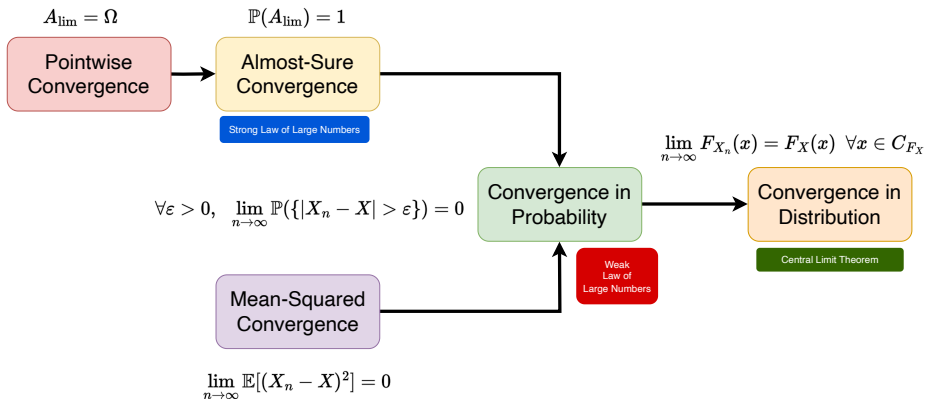 A_lim = Ω
ℙ(A_lim) = 1
Pointwise
Convergence
Almost-Sure
Convergence
Strong Law of Large Numbers
lim_{n→∞} F_{X_n}(x) = F_X(x) ∀x ∈ C_{F_X}
∀ε > 0, lim_{n→∞} ℙ({|X_n − X| > ε}) = 0
Convergence in
Probability
Convergence in
Distribution
Weak
Law of
Large Numbers
Central Limit Theorem
Mean-Squared
Convergence
lim_{n→∞} 𝔼[(X_n − X)²] = 0